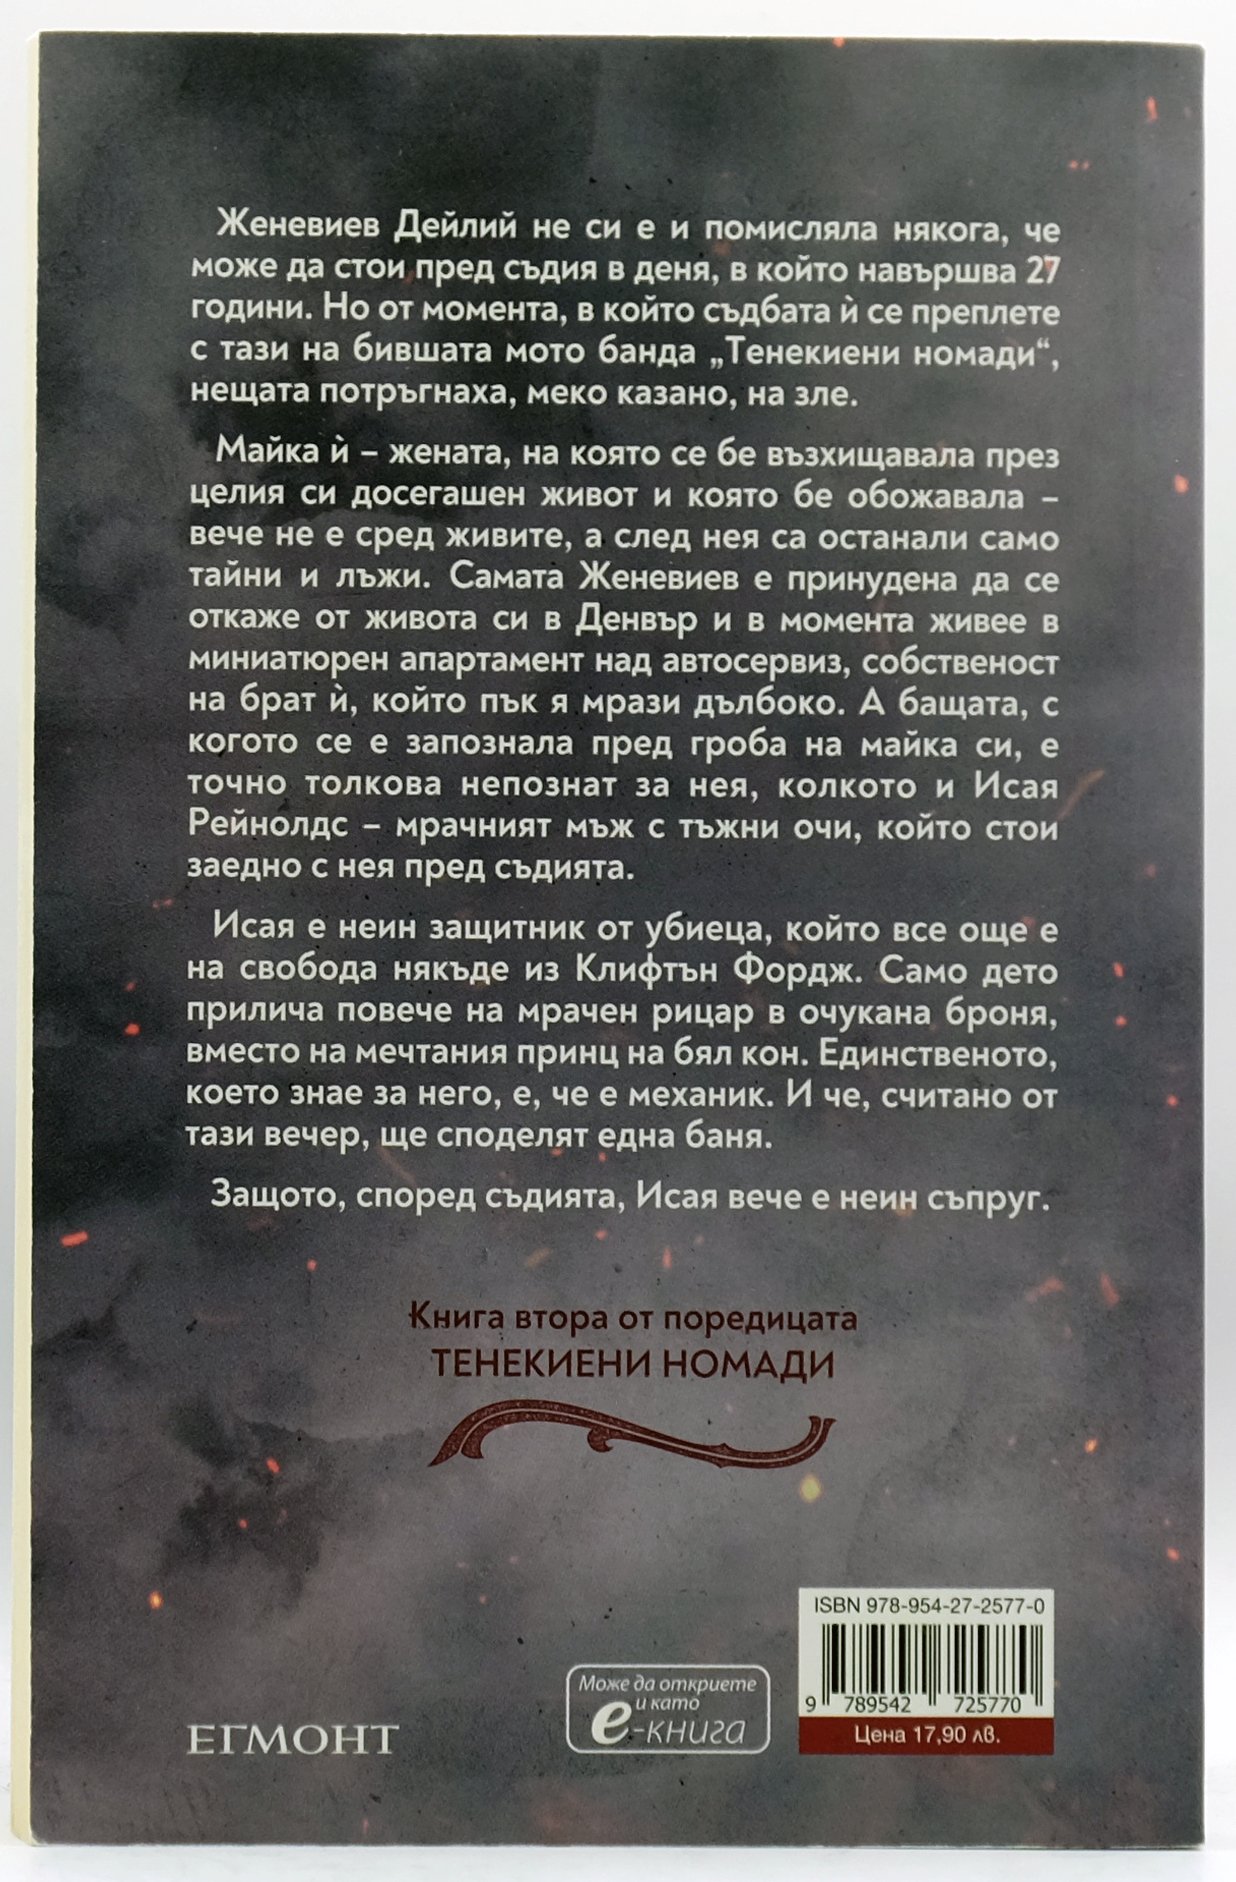 Женевиев Дейлий не си е и помисляла някога, че
може да стои пред съдия в деня, в който навършва 27
години. Но от момента, в който съдбата ѝ се преплете
с тази на бившата мото банда „Тенекиени номади“,
нещата потръгнаха, меко казано, на зле.
Майка ѝ – жената, на която се бе възхищавала през
целия си досегашен живот и която бе обожавала –
вече не е сред живите, а след нея са останали само
тайни и лъжи. Самата Женевиев е принудена да се
откаже от живота си в Денвър и в момента живее в
миниатюрен апартамент над автосервиз, собственост
на брат ѝ, който пък я мрази дълбоко. А бащата, с
когото се е запознала пред гроба на майка си, е
точно толкова непознат за нея, колкото и Исая
Рейнолдс – мрачният мъж с тъжни очи, който стои
заедно с нея пред съдията.
Исая е неин защитник от убиеца, който все още е
на свобода някъде из Клифтън Фордж. Само дето
прилича повече на мрачен рицар в очукана броня,
вместо на мечтания принц на бял кон. Единственото,
което знае за него, е, че е механик. И че, считано от
тази вечер, ще споделят една баня.
Защото, според съдията, Исая вече е неин съпруг.
Книга втора от поредицата
ТЕНЕКИЕНИ НОМАДИ
ISBN 978-954-27-2577-0
9 789542 725770
Цена 17,90 лв.
Може да откриете
и като
е-книга
ЕГМОНТ